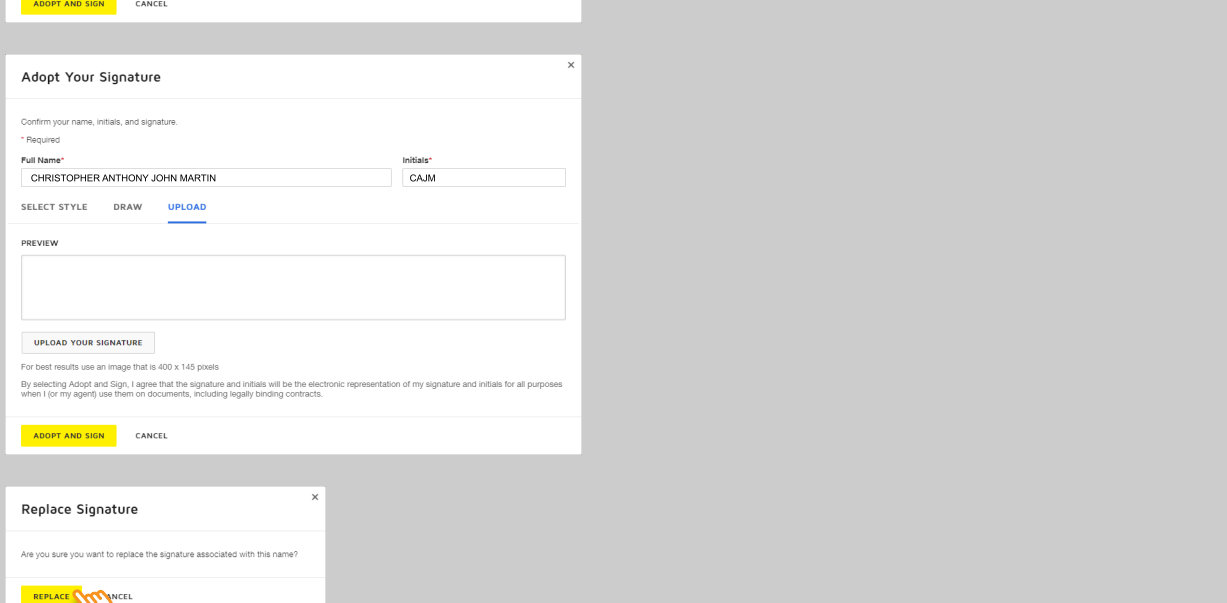 ADOPT AND SIGN CANCEL
×
Adopt Your Signature
Confirm your name, initials, and signature.
* Required
Full Name* Initials*
CHRISTOPHER ANTHONY JOHN MARTIN CAJM
SELECT STYLE DRAW UPLOAD
PREVIEW
UPLOAD YOUR SIGNATURE
For best results use an image that is 400 x 145 pixels
By selecting Adopt and Sign, I agree that the signature and initials will be the electronic representation of my signature and initials for all purposes
when I (or my agent) use them on documents, including legally binding contracts.
ADOPT AND SIGN CANCEL
×
Replace Signature
Are you sure you want to replace the signature associated with this name?
REPLACE ANCEL